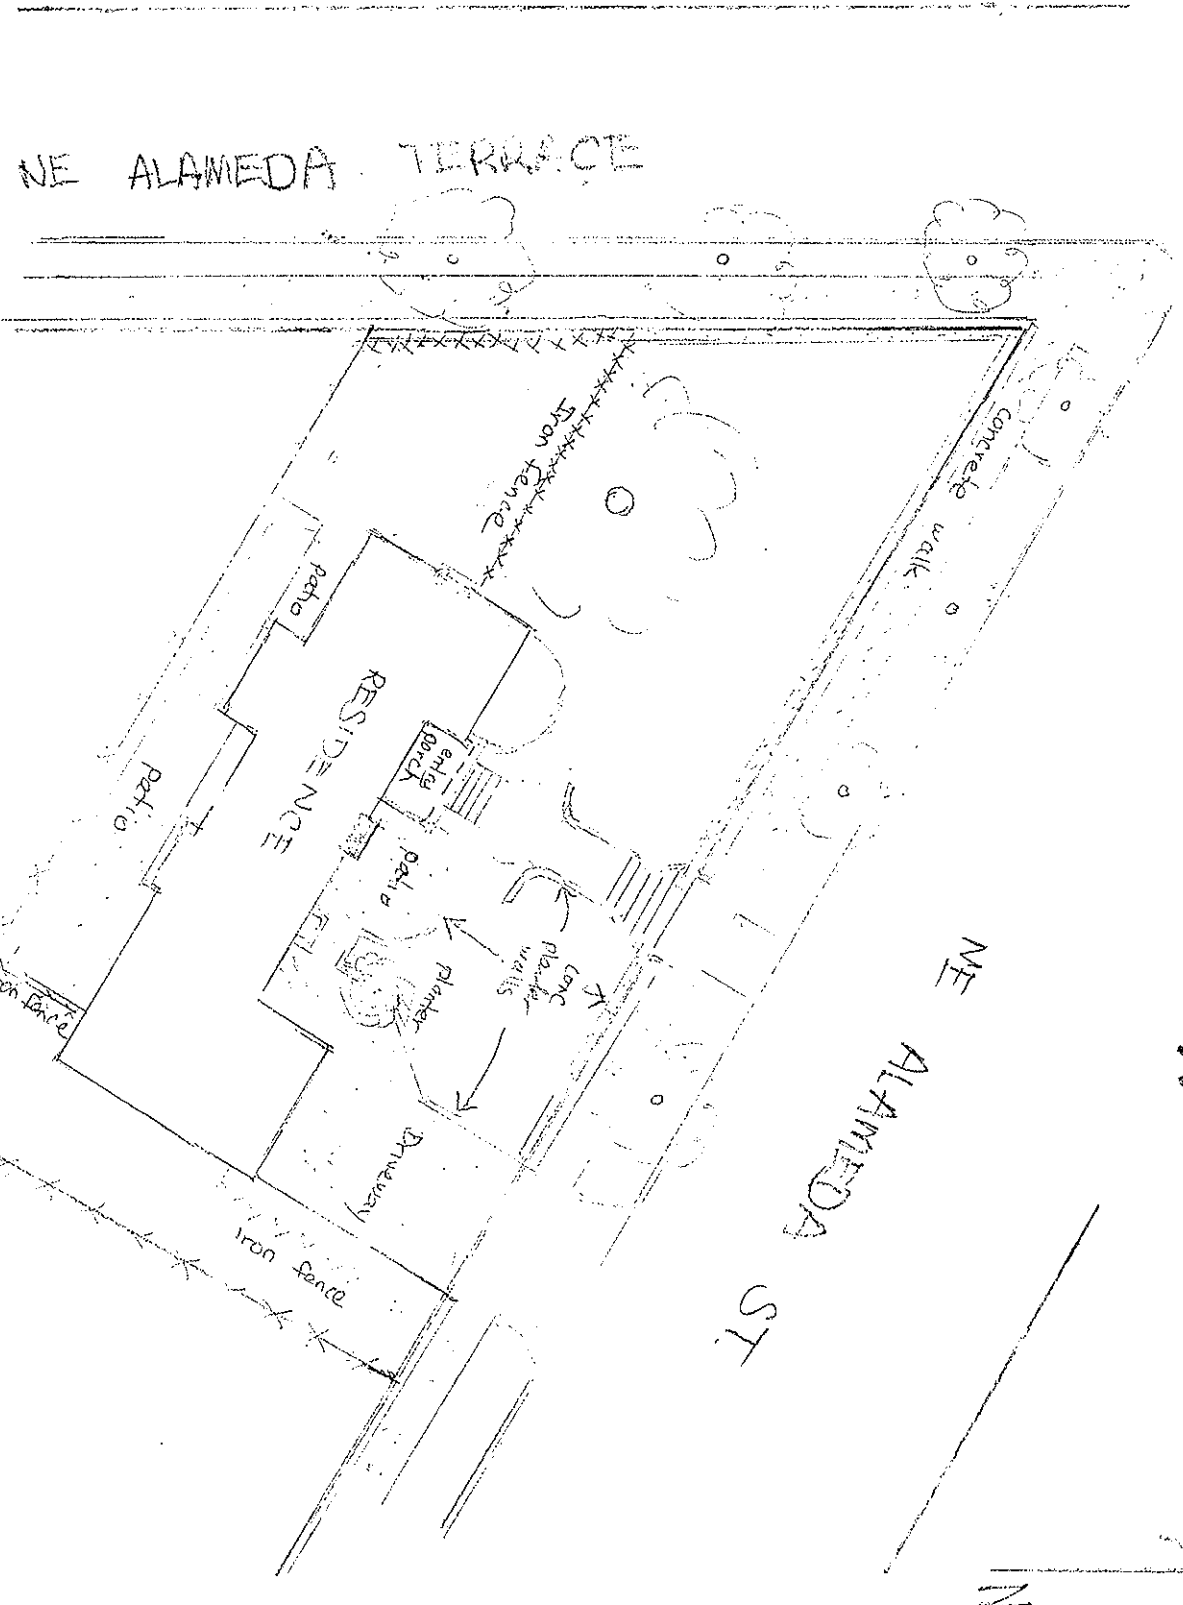 NE ALAMEDA TERRACE
concrete walk
Iron fence
patio
RESIDENCE
entry
porch
patio
patio
conc
planter
walls
planter
NE ALAMEDA ST.
Driveway
Iron fence
fence